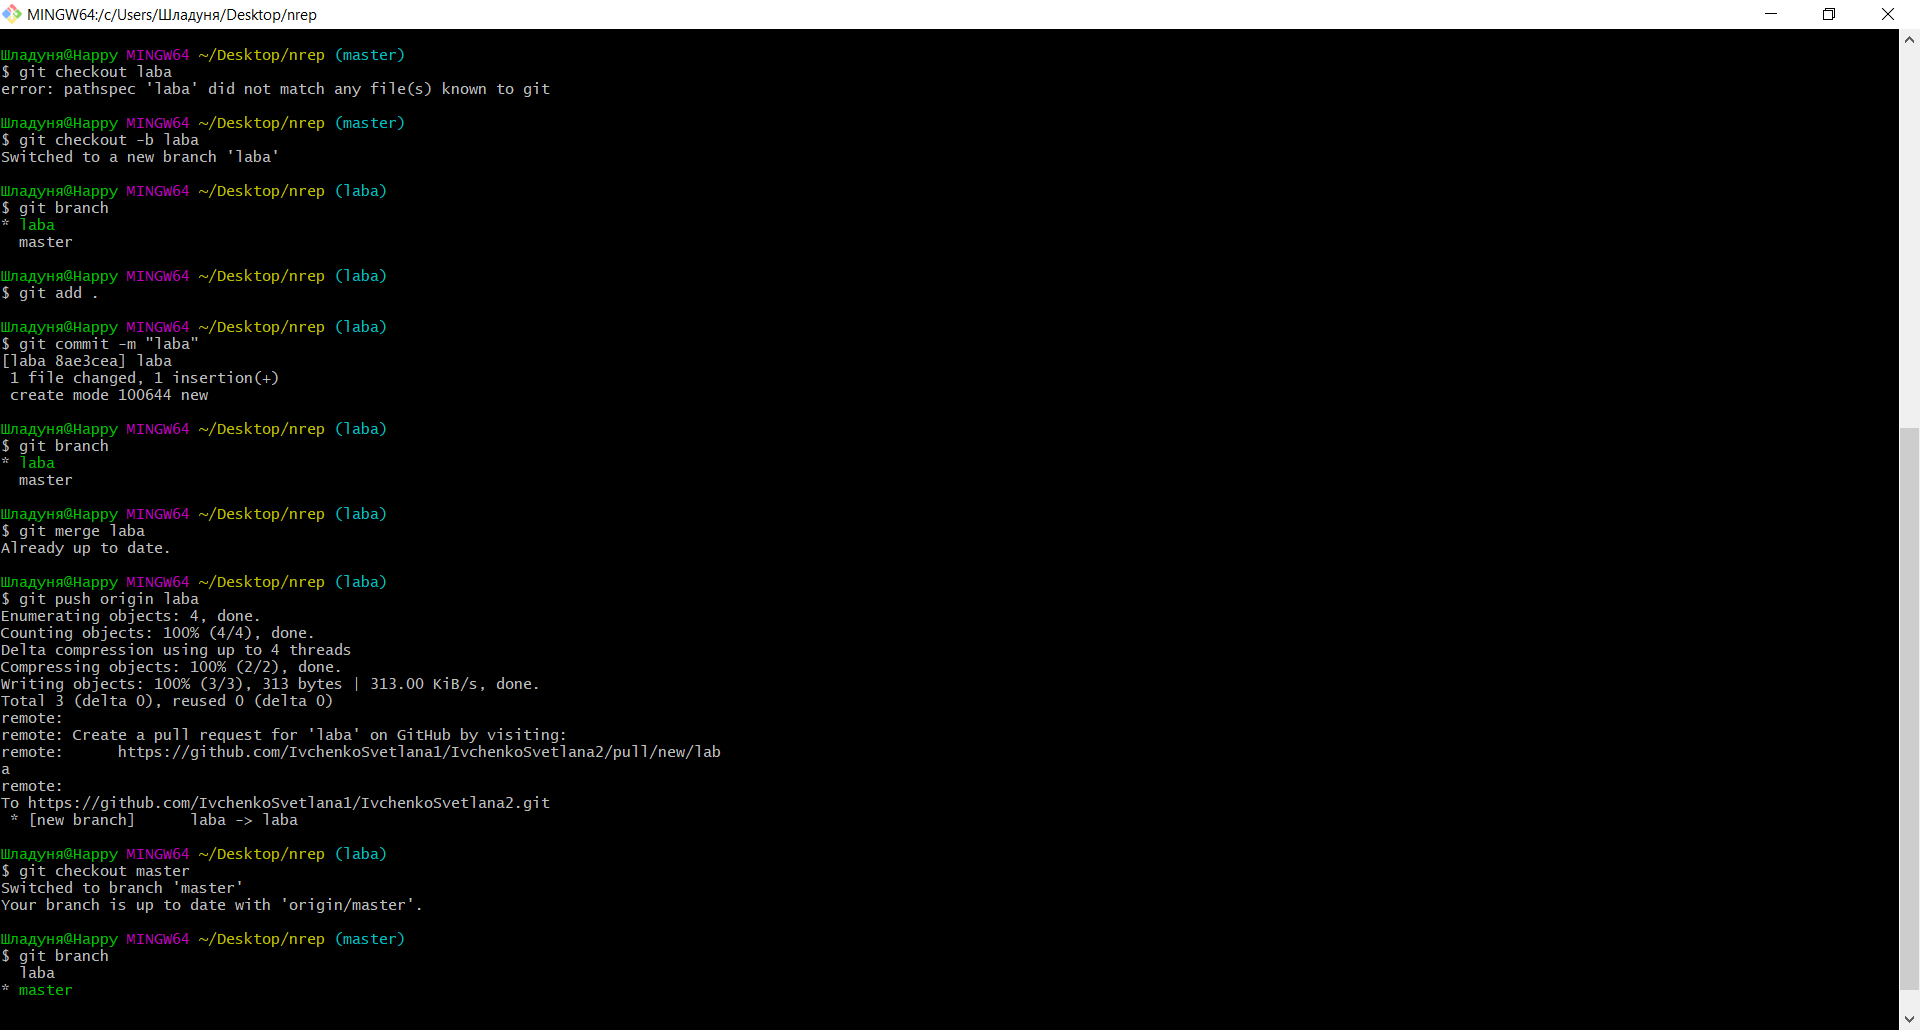 MINGW64:/c/Users/Шладуня/Desktop/nrep
Шладуня@Happy MINGW64 ~/Desktop/nrep (master)
$ git checkout laba
error: pathspec 'laba' did not match any file(s) known to git
Шладуня@Happy MINGW64 ~/Desktop/nrep (master)
$ git checkout -b laba
Switched to a new branch 'laba'
Шладуня@Happy MINGW64 ~/Desktop/nrep (laba)
$ git branch
* laba
  master
Шладуня@Happy MINGW64 ~/Desktop/nrep (laba)
$ git add .
Шладуня@Happy MINGW64 ~/Desktop/nrep (laba)
$ git commit -m "laba"
[laba 8ae3cea] laba
 1 file changed, 1 insertion(+)
 create mode 100644 new
Шладуня@Happy MINGW64 ~/Desktop/nrep (laba)
$ git branch
* laba
  master
Шладуня@Happy MINGW64 ~/Desktop/nrep (laba)
$ git merge laba
Already up to date.
Шладуня@Happy MINGW64 ~/Desktop/nrep (laba)
$ git push origin laba
Enumerating objects: 4, done.
Counting objects: 100% (4/4), done.
Delta compression using up to 4 threads
Compressing objects: 100% (2/2), done.
Writing objects: 100% (3/3), 313 bytes | 313.00 KiB/s, done.
Total 3 (delta 0), reused 0 (delta 0)
remote:
remote: Create a pull request for 'laba' on GitHub by visiting:
remote:      https://github.com/IvchenkoSvetlana1/IvchenkoSvetlana2/pull/new/lab
a
remote:
To https://github.com/IvchenkoSvetlana1/IvchenkoSvetlana2.git
 * [new branch]      laba -> laba
Шладуня@Happy MINGW64 ~/Desktop/nrep (laba)
$ git checkout master
Switched to branch 'master'
Your branch is up to date with 'origin/master'.
Шладуня@Happy MINGW64 ~/Desktop/nrep (master)
$ git branch
  laba
* master